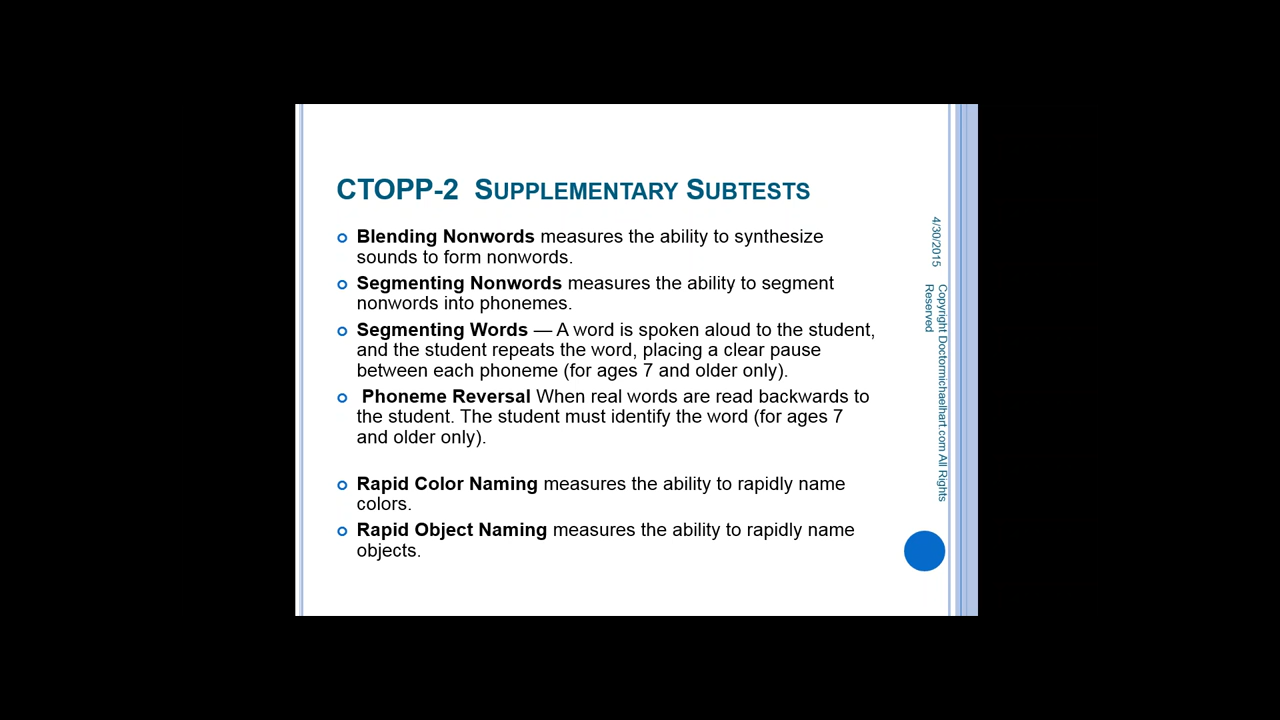 CTOPP-2 SUPPLEMENTARY SUBTESTS
Blending Nonwords measures the ability to synthesize
sounds to form nonwords.
Segmenting Nonwords measures the ability to segment
nonwords into phonemes.
Segmenting Words — A word is spoken aloud to the student,
and the student repeats the word, placing a clear pause
between each phoneme (for ages 7 and older only).
Phoneme Reversal When real words are read backwards to
the student. The student must identify the word (for ages 7
and older only).
Rapid Color Naming measures the ability to rapidly name
colors.
Rapid Object Naming measures the ability to rapidly name
objects.
4/30/2015
Copyright Doctormichaelhart.com All Rights
Reserved